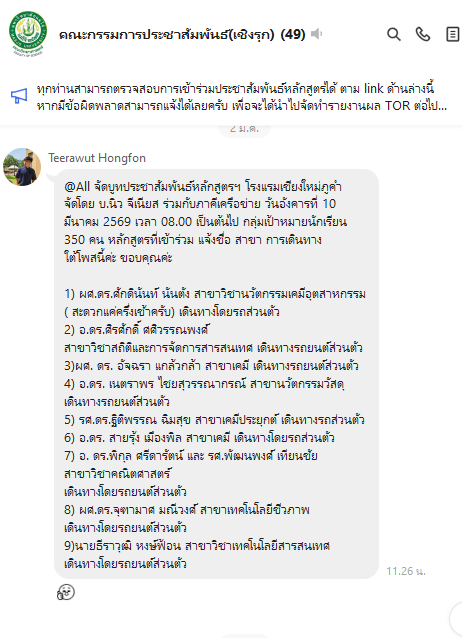 คณะกรรมการประชาสัมพันธ์(เชิงรุก) (49)
ทุกท่านสามารถตรวจสอบการเข้าร่วมประชาสัมพันธ์หลักสูตรได้ ตาม link ด้านล่างนี้
หากมีข้อผิดพลาดสามารถแจ้งได้เลยครับ เพื่อจะได้นำไปจัดทำรายงานผล TOR ต่อไป...
2 มี.ค.
Teerawut Hongfon
@All จัดบูทประชาสัมพันธ์หลักสูตรฯ โรงแรมเชียงใหม่ภูคำ
จัดโดย บ.นิว จีเนียส ร่วมกับภาคีเครือข่าย วันอังคารที่ 10
มีนาคม 2569 เวลา 08.00 เป็นต้นไป กลุ่มเป้าหมายนักเรียน
350 คน หลักสูตรที่เข้าร่วม แจ้งชื่อ สาขา การเดินทาง
ใต้โพสนี้ค่ะ ขอบคุณค่ะ
1) ผศ.ดร.ศักดินันท์ นันตัง สาขาวิชานวัตกรรมเคมีอุตสาหกรรม
( สะดวกแค่ครึ่งเช้าครับ) เดินทางโดยรถส่วนตัว
2) อ.ดร.ศีรศักดิ์ ศศิวรรณพงศ์
สาขาวิชาสถิติและการจัดการสารสนเทศ เดินทางรถยนต์ส่วนตัว
3)ผศ. ดร. อัจฉรา แกล้วกล้า สาขาเคมี เดินทางรถยนต์ส่วนตัว
4) อ.ดร. เนตราพร ไชยสุวรรณากรณ์ สาขานวัตกรรมวัสดุ
เดินทางรถยนต์ส่วนตัว
5) รศ.ดร.ฐิติพรรณ ฉิมสุข สาขาเคมีประยุกต์ เดินทางรถส่วนตัว
6) อ.ดร. สายรุ้ง เมืองพิล สาขาเคมี เดินทางโดยรถส่วนตัว
7) อ. ดร.พิกุล ศรีดารัตน์ และ รศ.พัฒนพงศ์ เทียนชัย
สาขาวิชาคณิตศาสตร์
เดินทางโดยรถยนต์ส่วนตัว
8) ผศ.ดร.จุฑามาศ มณีวงศ์ สาขาเทคโนโลยีชีวภาพ
เดินทางโดยรถยนต์ส่วนตัว
9)นายธีราวุฒิ หงษ์ฟ้อน สาขาวิชาเทคโนโลยีสารสนเทศ
เดินทางโดยรถยนต์ส่วนตัว
11.26 น.